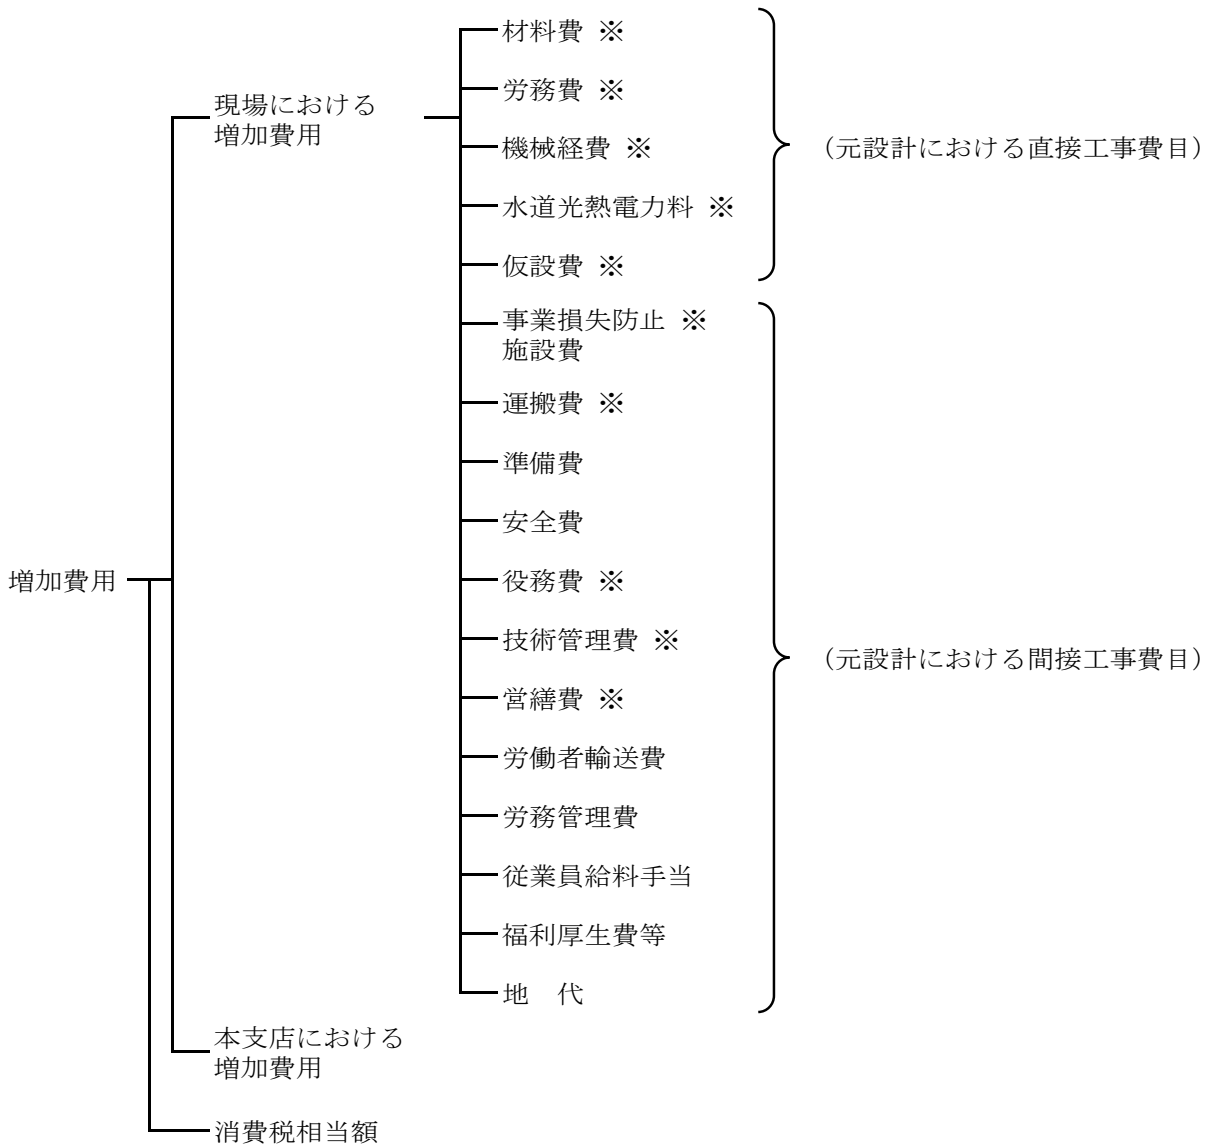 材料費 ※
労務費 ※
現場における
増加費用
機械経費 ※
（元設計における直接工事費目）
水道光熱電力料 ※
仮設費 ※
事業損失防止 ※
施設費
運搬費 ※
準備費
安全費
増加費用
役務費 ※
技術管理費 ※
（元設計における間接工事費目）
営繕費 ※
労働者輸送費
労務管理費
従業員給料手当
福利厚生費等
地　代
本支店における
増加費用
消費税相当額